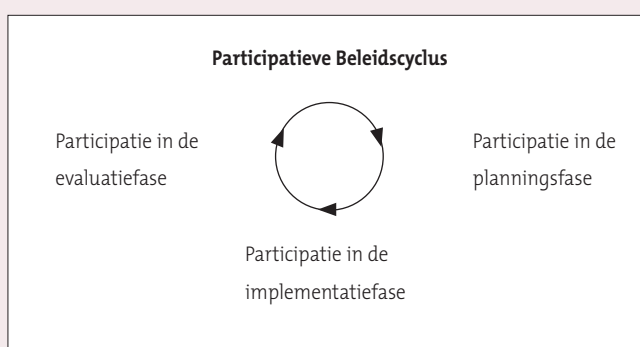 Participatieve Beleidscyclus
Participatie in de
evaluatiefase
Participatie in de
planningsfase
Participatie in de
implementatiefase